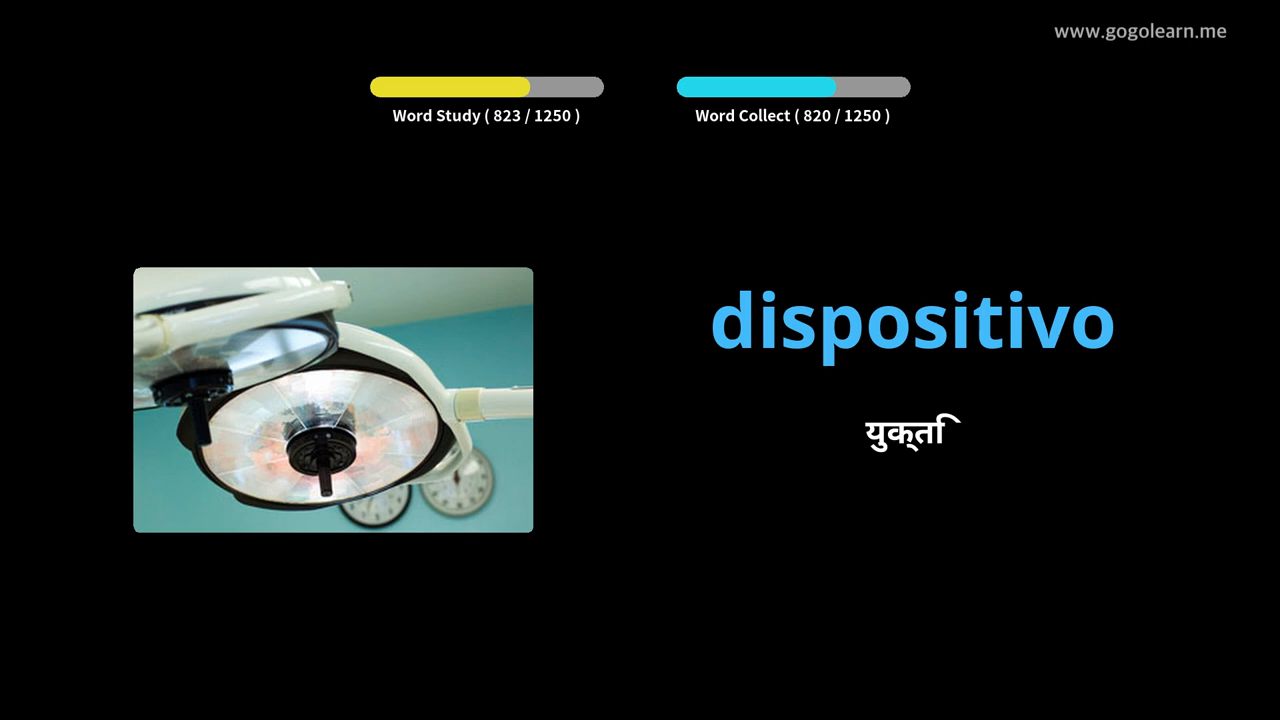 www.gogolearn.me
Word Study ( 823 / 1250 )
Word Collect ( 820 / 1250 )
dispositivo
युक्ति